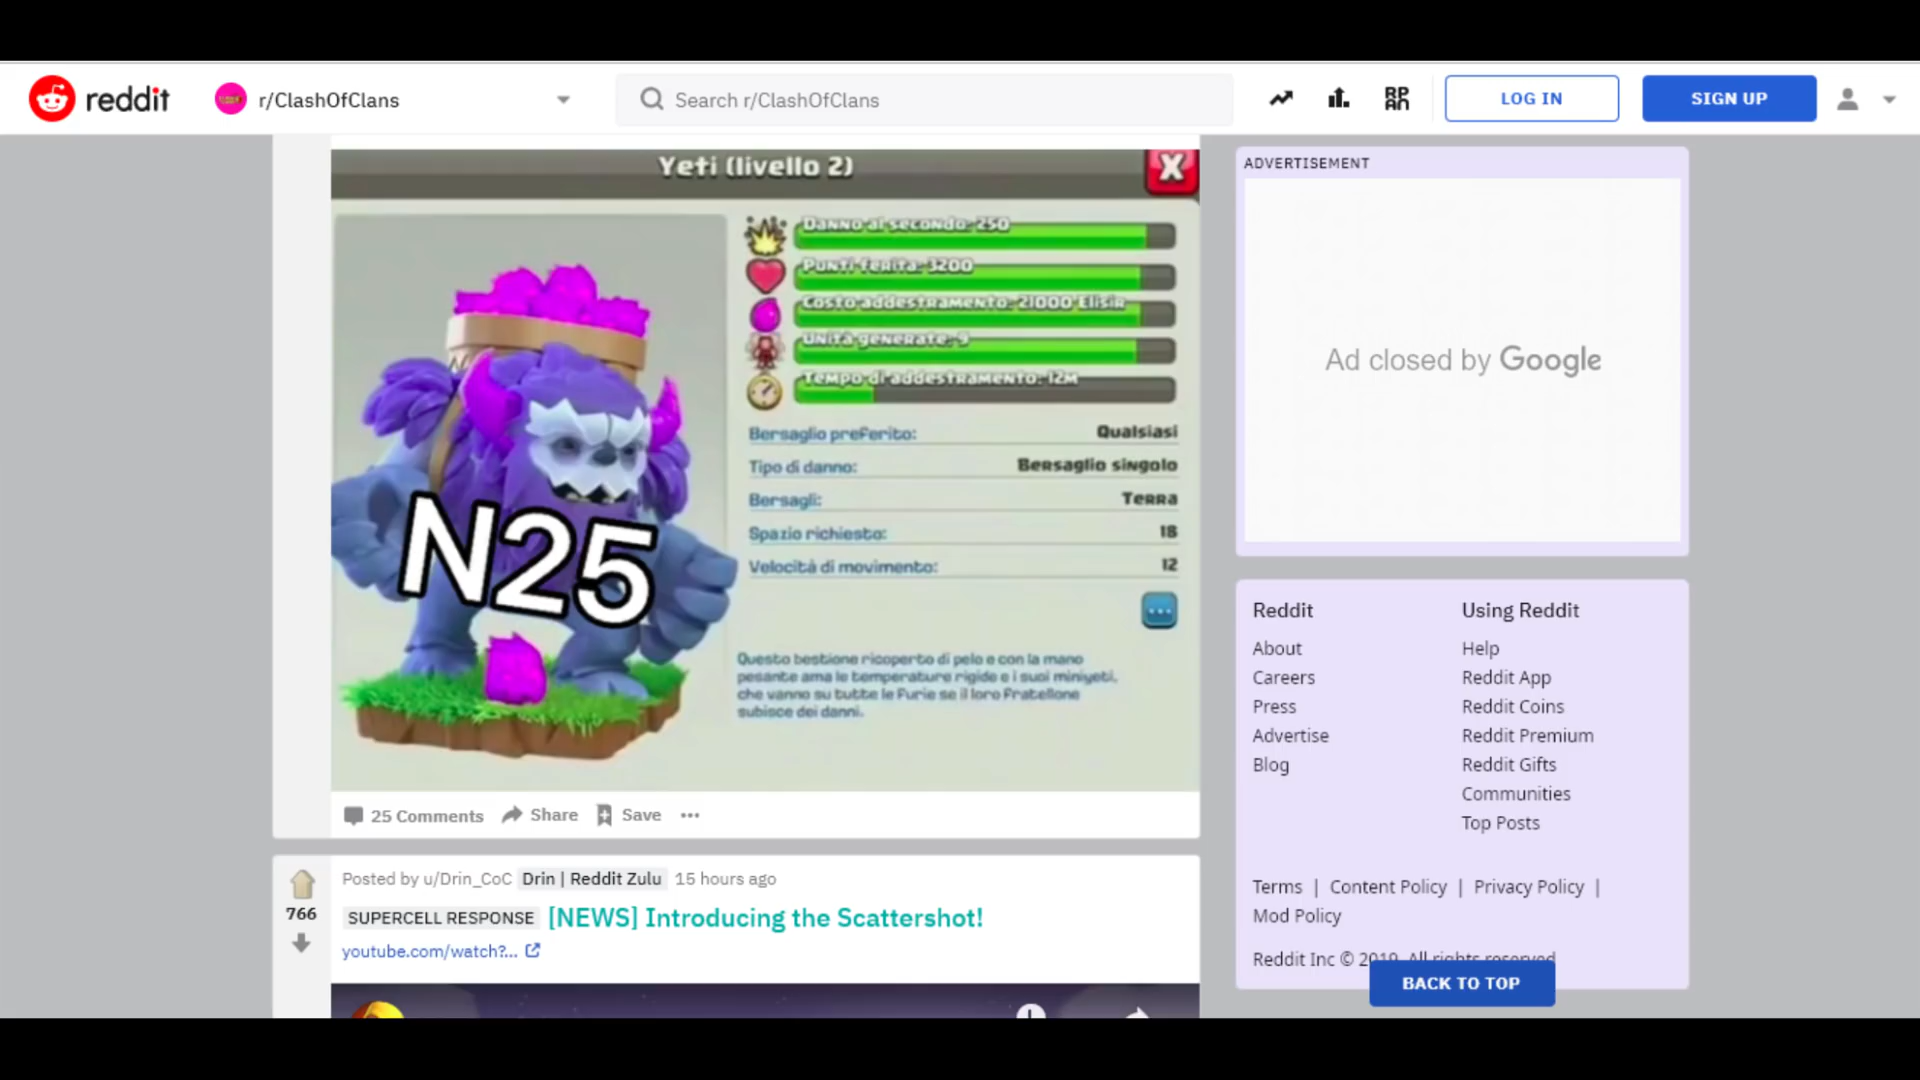 reddit
r/ClashOfClans
Search r/ClashOfClans
LOG IN
SIGN UP
Yeti (livello 2)
X
Danno al secondo: 250
Punti ferita: 3200
Costo addestramento: 21000 Elisir
Unità generate: 9
Tempo di addestramento: 12m
Bersaglio preferito: Qualsiasi
Tipo di danno: Bersaglio singolo
Bersagli: Terra
Spazio richiesto: 18
Velocità di movimento: 12
N25
Questo bestione ricoperto di pelo e con la mano
pesante ama le temperature rigide e i suoi miniyeti,
che vanno su tutte le furie se il loro fratellone
subisce dei danni.
25 Comments Share Save
766
Posted by u/Drin_CoC Drin | Reddit Zulu 15 hours ago
SUPERCELL RESPONSE [NEWS] Introducing the Scattershot!
youtube.com/watch?...
ADVERTISEMENT
Ad closed by Google
Reddit
About
Careers
Press
Advertise
Blog
Using Reddit
Help
Reddit App
Reddit Coins
Reddit Premium
Reddit Gifts
Communities
Top Posts
Terms | Content Policy | Privacy Policy |
Mod Policy
Reddit Inc © 2019. All rights reserved
BACK TO TOP